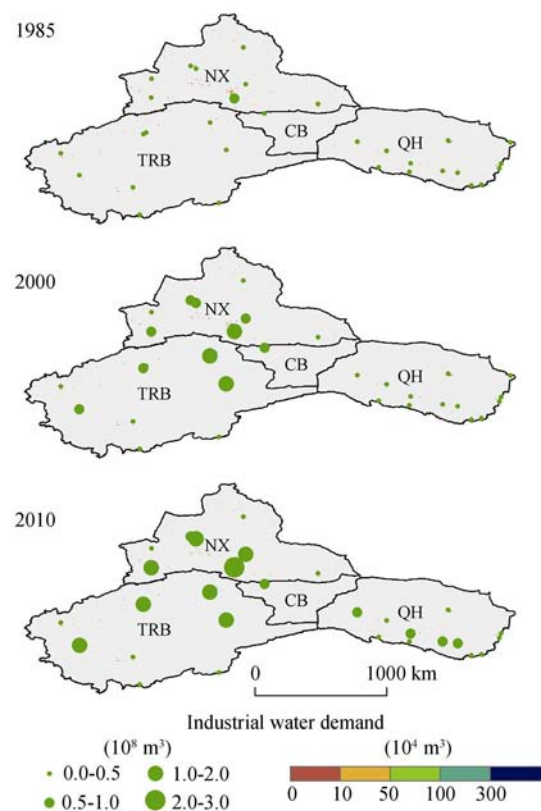 1985
NX
TRB
CB
QH
2000
NX
TRB
CB
QH
2010
NX
TRB
CB
QH
0 1000 km
Industrial water demand
(10⁸ m³) (10⁴ m³)
0.0-0.5 1.0-2.0
0.5-1.0 2.0-3.0
0 10 50 100 300